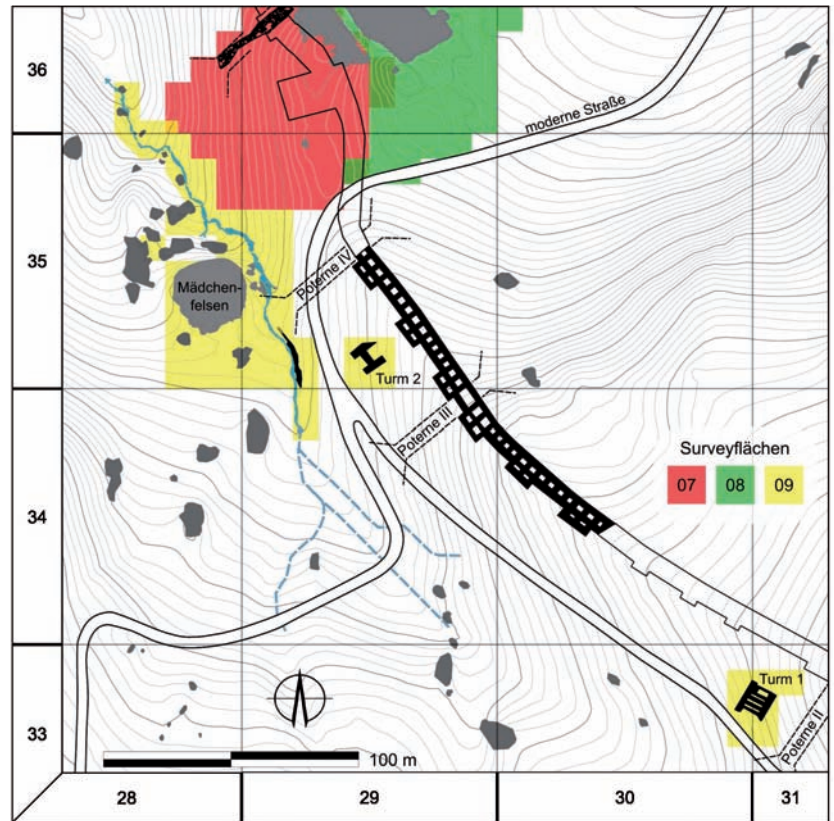 36
moderne Straße
35
Poterne IV
Mädchen-
felsen
Turm 2
Poterne III
Surveyflächen
07 08 09
34
Turm 1
33
Poterne II
100 m
28 29 30 31